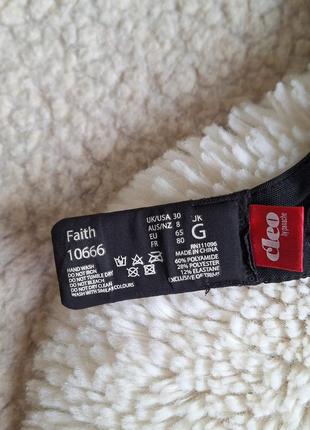 Faith
10666
HAND WASH
DO NOT IRON
DO NOT TUMBLE DRY
DO NOT BLEACH
DO NOT DRY CLEAN
WASH WITH SIMILAR COLOURS
UK/USA 30
AUS/NZ 8
EU 65
FR 80
UK
G
RN111096
MADE IN CHINA
60% POLYAMIDE
28% POLYESTER
12% ELASTANE
EXCLUSIVE OF TRIMS
cleo
by panache